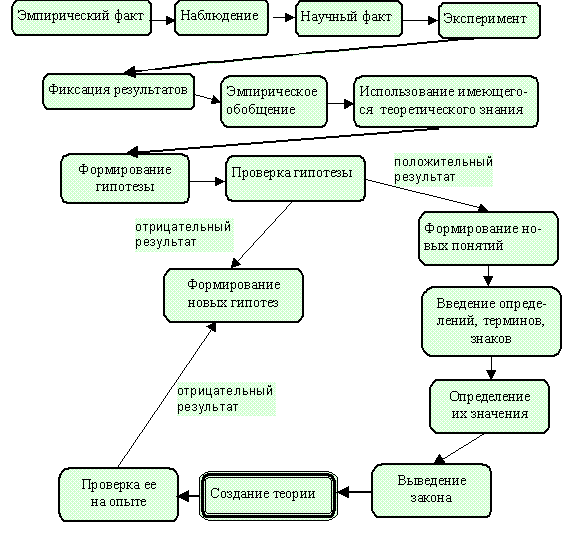 Эмпирический факт
Наблюдение
Научный факт
Эксперимент
Фиксация результатов
Эмпирическое
обобщение
Использование имеющего-
ся теоретического знания
Формирование
гипотезы
Проверка гипотезы
положительный
результат
отрицательный
результат
Формирование но-
вых понятий
Формирование
новых гипотез
Введение опреде-
лений, терминов,
знаков
отрицательный
результат
Определение
их значения
Проверка ее
на опыте
Создание теории
Выведение
закона